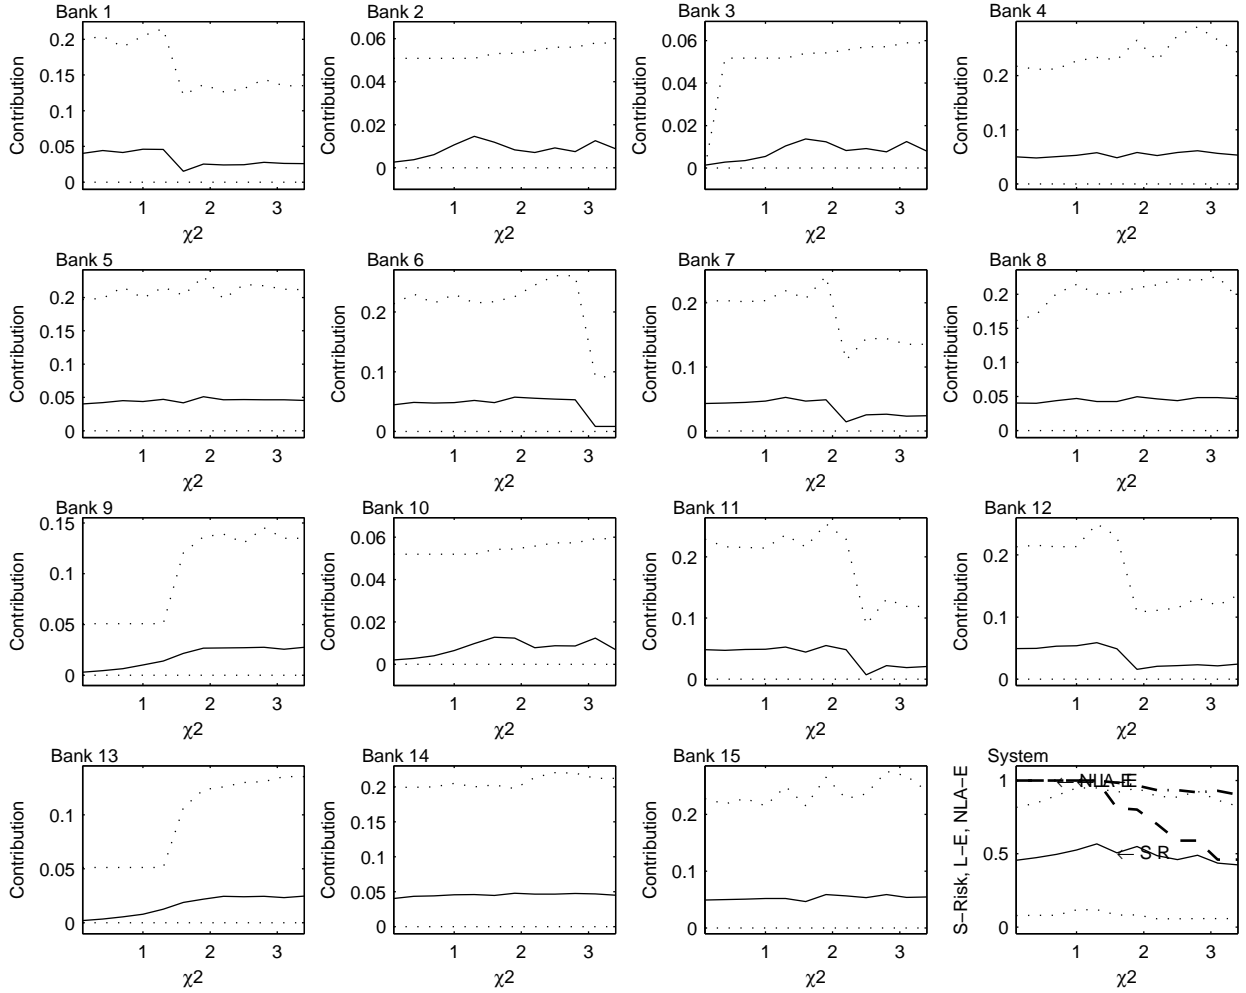 Bank 1
Contribution
0.2
0.15
0.1
0.05
0
1 2 3
χ2
Bank 2
Contribution
0.06
0.04
0.02
0
1 2 3
χ2
Bank 3
Contribution
0.06
0.04
0.02
0
1 2 3
χ2
Bank 4
Contribution
0.2
0.1
0
1 2 3
χ2
Bank 5
Contribution
0.2
0.15
0.1
0.05
0
1 2 3
χ2
Bank 6
Contribution
0.2
0.1
0
1 2 3
χ2
Bank 7
Contribution
0.2
0.1
0
1 2 3
χ2
Bank 8
Contribution
0.2
0.15
0.1
0.05
0
1 2 3
χ2
Bank 9
Contribution
0.15
0.1
0.05
0
1 2 3
χ2
Bank 10
Contribution
0.06
0.04
0.02
0
1 2 3
χ2
Bank 11
Contribution
0.2
0.1
0
1 2 3
χ2
Bank 12
Contribution
0.2
0.1
0
1 2 3
χ2
Bank 13
Contribution
0.1
0.05
0
1 2 3
χ2
Bank 14
Contribution
0.2
0.15
0.1
0.05
0
1 2 3
χ2
Bank 15
Contribution
0.2
0.1
0
1 2 3
χ2
System
S−Risk, L−E, NLA−E
1
0.5
0
← S R
1 2 3
χ2